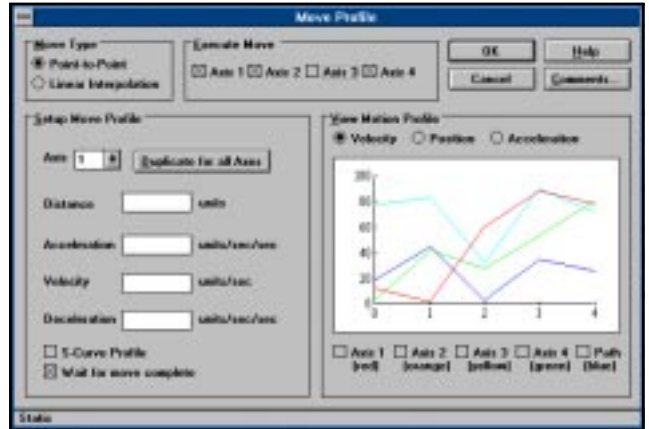 Move Profile
Move Type
Point-to-Point
Linear Interpolation
Execute Move
Axis 1 Axis 2 Axis 3 Axis 4
OK
Help
Cancel
Comments...
Setup Move Profile
Axis 1
Duplicate for all Axes
Distance units
Acceleration units/sec/sec
Velocity units/sec
Deceleration units/sec/sec
S-Curve Profile
Wait for move complete
View Motion Profile
Velocity Position Acceleration
100
80
60
40
20
0
0 1 2 3 4
Axis 1 Axis 2 Axis 3 Axis 4 Path
(red) (orange) (yellow) (green) (blue)
Static